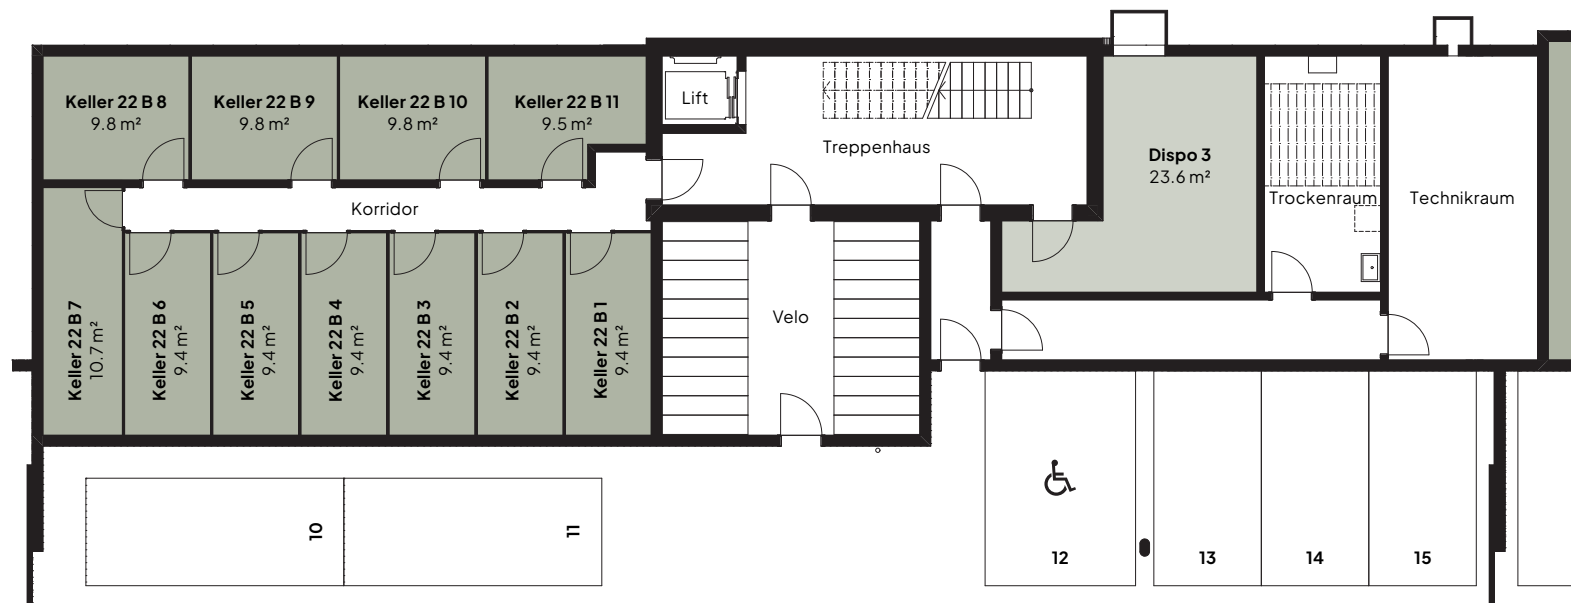 Keller 22 B 8
9.8 m²
Keller 22 B 9
9.8 m²
Keller 22 B 10
9.8 m²
Keller 22 B 11
9.5 m²
Lift
Treppenhaus
Dispo 3
23.6 m²
Trockenraum
Technikraum
Korridor
Keller 22 B 7
10.7 m²
Keller 22 B 6
9.4 m²
Keller 22 B 5
9.4 m²
Keller 22 B 4
9.4 m²
Keller 22 B 3
9.4 m²
Keller 22 B 2
9.4 m²
Keller 22 B 1
9.4 m²
Velo
10
11
12
13
14
15